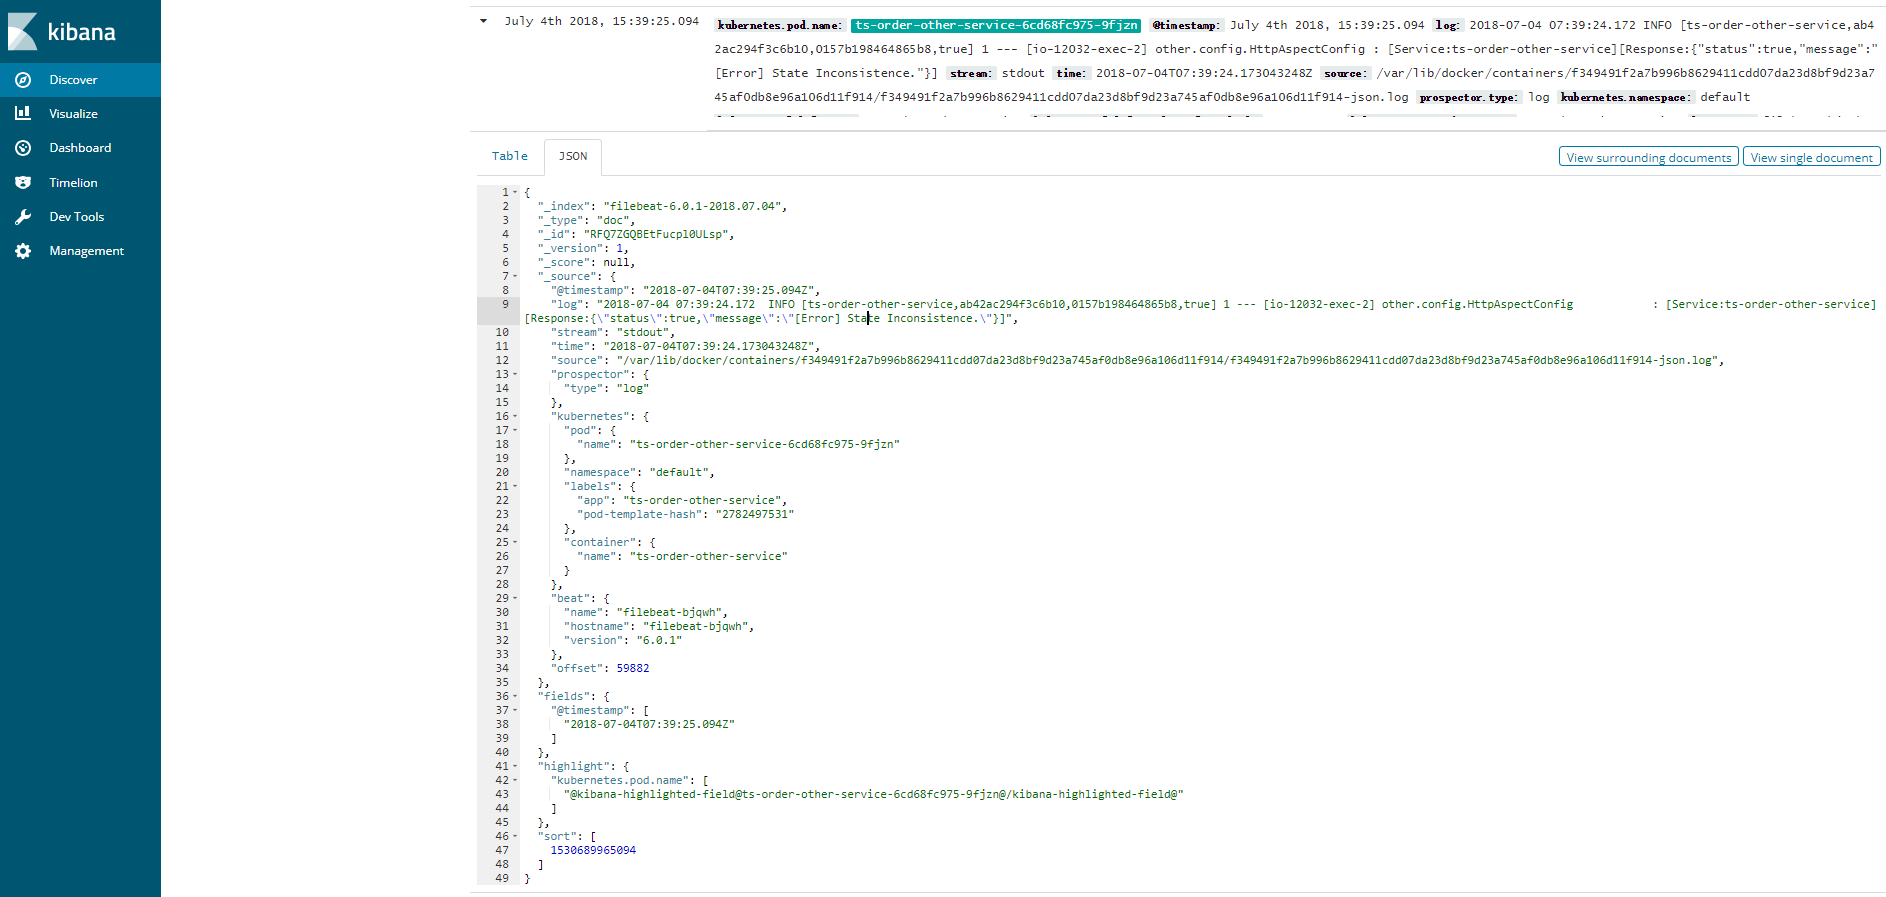 kibana
Discover
Visualize
Dashboard
Timelion
Dev Tools
Management
July 4th 2018, 15:39:25.094
kubernetes.pod.name: ts-order-other-service-6cd68fc975-9fjzn @timestamp: July 4th 2018, 15:39:25.094 log: 2018-07-04 07:39:24.172 INFO [ts-order-other-service,ab4
2ac294f3c6b10,0157b198464865b8,true] 1 --- [io-12032-exec-2] other.config.HttpAspectConfig : [Service:ts-order-other-service][Response:{"status":true,"message":"
[Error] State Inconsistence."}] stream: stdout time: 2018-07-04T07:39:24.173043248Z source: /var/lib/docker/containers/f349491f2a7b996b8629411cdd07da23d8bf9d23a7
45af0db8e96a106d11f914/f349491f2a7b996b8629411cdd07da23d8bf9d23a745af0db8e96a106d11f914-json.log prospector.type: log kubernetes.namespace: default
Table JSON View surrounding documents View single document
1 {
2 "_index": "filebeat-6.0.1-2018.07.04",
3 "_type": "doc",
4 "_id": "RFQ7ZGQBEtFucpl0ULsp",
5 "_version": 1,
6 "_score": null,
7 "_source": {
8 "@timestamp": "2018-07-04T07:39:25.094Z",
9 "log": "2018-07-04 07:39:24.172  INFO [ts-order-other-service,ab42ac294f3c6b10,0157b198464865b8,true] 1 --- [io-12032-exec-2] other.config.HttpAspectConfig            : [Service:ts-order-other-service]
[Response:{\"status\":true,\"message\":\"[Error] State Inconsistence.\"}]",
10 "stream": "stdout",
11 "time": "2018-07-04T07:39:24.173043248Z",
12 "source": "/var/lib/docker/containers/f349491f2a7b996b8629411cdd07da23d8bf9d23a745af0db8e96a106d11f914/f349491f2a7b996b8629411cdd07da23d8bf9d23a745af0db8e96a106d11f914-json.log",
13 "prospector": {
14 "type": "log"
15 },
16 "kubernetes": {
17 "pod": {
18 "name": "ts-order-other-service-6cd68fc975-9fjzn"
19 },
20 "namespace": "default",
21 "labels": {
22 "app": "ts-order-other-service",
23 "pod-template-hash": "2782497531"
24 },
25 "container": {
26 "name": "ts-order-other-service"
27 }
28 },
29 "beat": {
30 "name": "filebeat-bjqwh",
31 "hostname": "filebeat-bjqwh",
32 "version": "6.0.1"
33 },
34 "offset": 59882
35 },
36 "fields": {
37 "@timestamp": [
38 "2018-07-04T07:39:25.094Z"
39 ]
40 },
41 "highlight": {
42 "kubernetes.pod.name": [
43 "@kibana-highlighted-field@ts-order-other-service-6cd68fc975-9fjzn@/kibana-highlighted-field@"
44 ]
45 },
46 "sort": [
47 1530689965094
48 ]
49 }